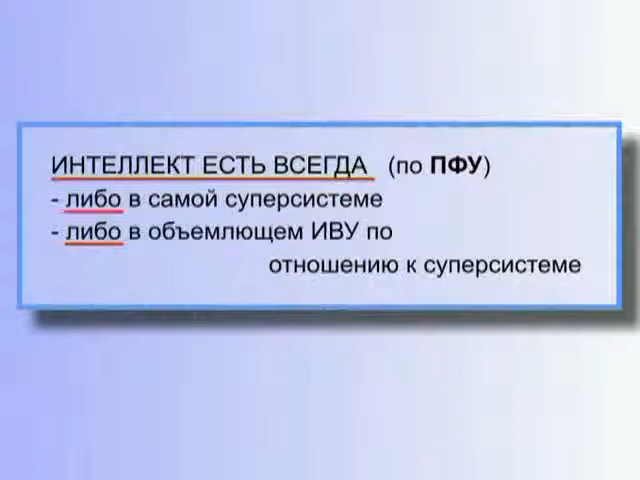 ИНТЕЛЛЕКТ ЕСТЬ ВСЕГДА (по ПФУ)
- либо в самой суперсистеме
- либо в объемлющем ИВУ по
отношению к суперсистеме